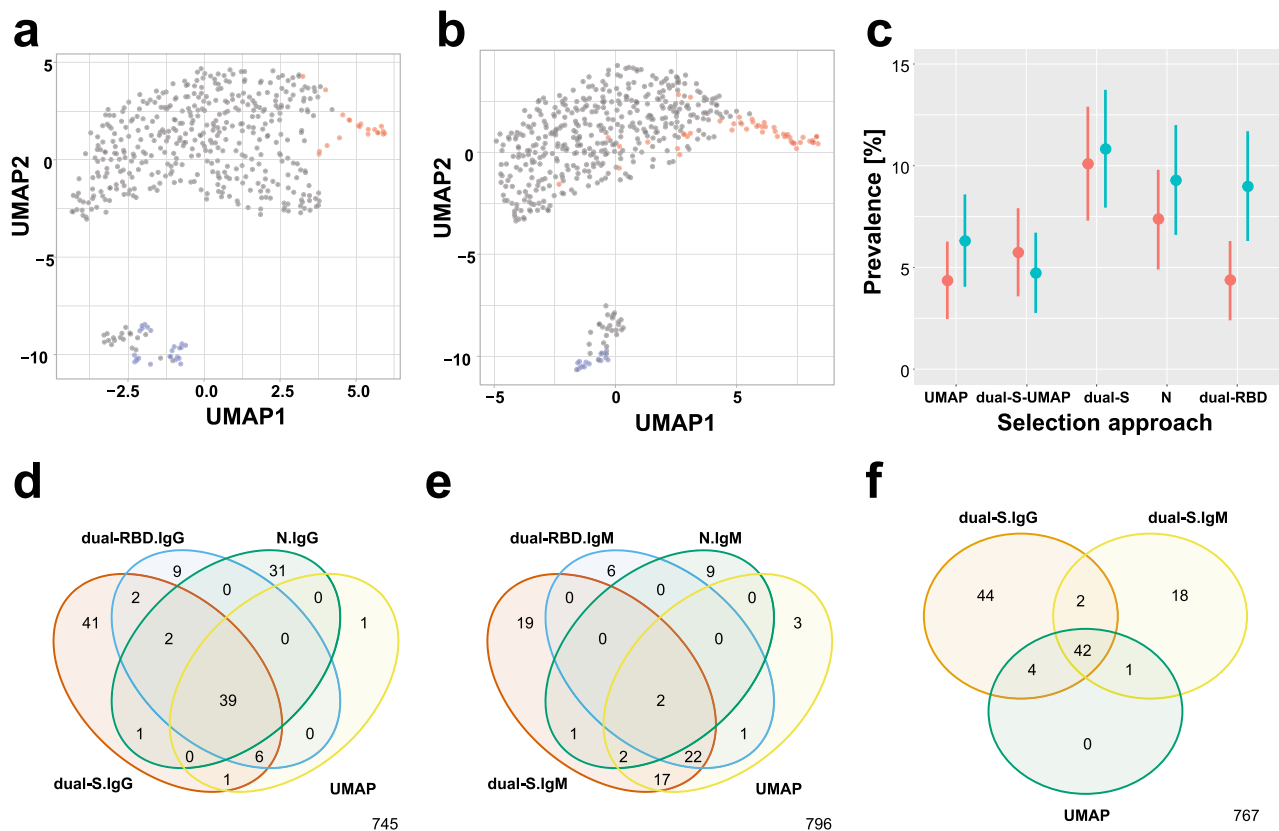 a
b
c
5
0
−5
−10
UMAP2
−2.5
0.0
2.5
5.0
UMAP1
5
0
−5
−10
UMAP2
−5
0
5
UMAP1
15
10
5
0
Prevalence [%]
UMAP
dual-S-UMAP
dual-S
N
dual-RBD
Selection approach
d
e
f
dual-RBD.IgG
N.IgG
9
31
2
0
0
41
1
2
0
39
1
0
0
6
1
dual-S.IgG
UMAP
745
dual-RBD.IgM
N.IgM
6
9
0
0
0
19
3
0
0
2
1
1
2
22
17
dual-S.IgM
UMAP
796
dual-S.IgG
dual-S.IgM
44
2
18
42
4
1
0
UMAP
767